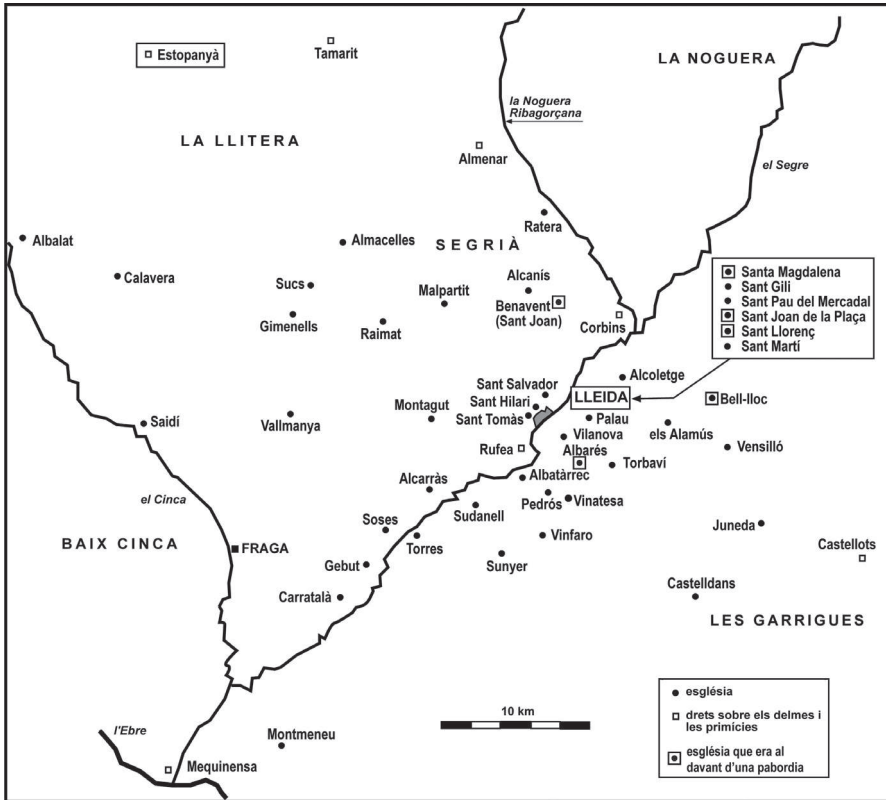 Estopanyà
Tamarit
LA NOGUERA
la Noguera
Ribagorçana
LA LLITERA
Almenar
el Segre
Ratera
Albalat
Almacelles
SEGRIÀ
Calavera
Sucs
Alcanís
Malpartit
Benavent
(Sant Joan)
Gimenells
Raimat
Corbins
Santa Magdalena
Sant Gili
Sant Pau del Mercadal
Sant Joan de la Plaça
Sant Llorenç
Sant Martí
Alcoletge
Sant Salvador
LLEIDA
Bell-lloc
Sant Hilari
Montagut
Sant Tomàs
Palau
Saidí
Vallmanya
Vilanova
els Alamús
Rufea
Albarés
Vensilló
Torbaví
Albatàrrec
Alcarràs
el Cinca
Pedrós
Vinatesa
Sudanell
Soses
Juneda
BAIX CINCA
FRAGA
Torres
Vinfaro
Castellots
Gebut
Sunyer
Castelldans
Carratalà
LES GARRIGUES
església
10 km
drets sobre els delmes i
les primícies
l'Ebre
Montmeneu
església que era al
davant d'una pabordia
Mequinensa